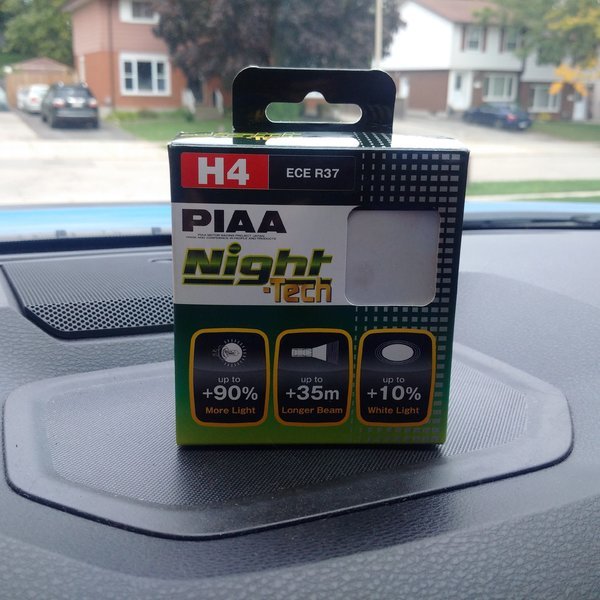 H4 ECE R37
PIAA
Night
Tech
up to
+90%
More Light
up to
+35m
Longer Beam
up to
+10%
White Light